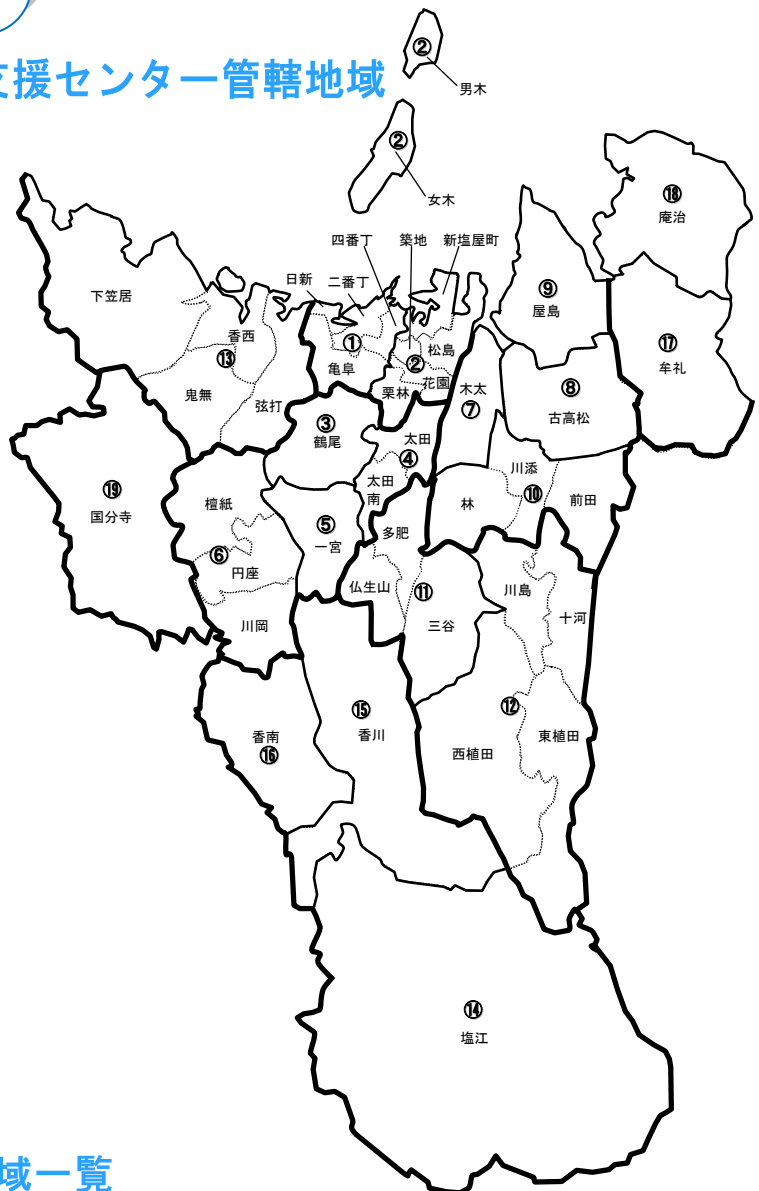 支援センター管轄地域
②
男木
②
女木
⑱
庵治
四番丁
築地
新塩屋町
日新
二番丁
下笠居
⑨
屋島
香西
⑬
鬼無
弦打
①
亀阜
松島
②
花園
栗林
木太
⑦
⑧
古高松
⑰
牟礼
③
鶴尾
太田
④
太田
南
川添
⑩
林
前田
⑲
国分寺
檀紙
⑥
円座
川岡
⑤
一宮
多肥
仏生山
⑪
三谷
川島
十河
⑫
西植田
東植田
⑮
香川
香南
⑯
⑭
塩江
域一覧